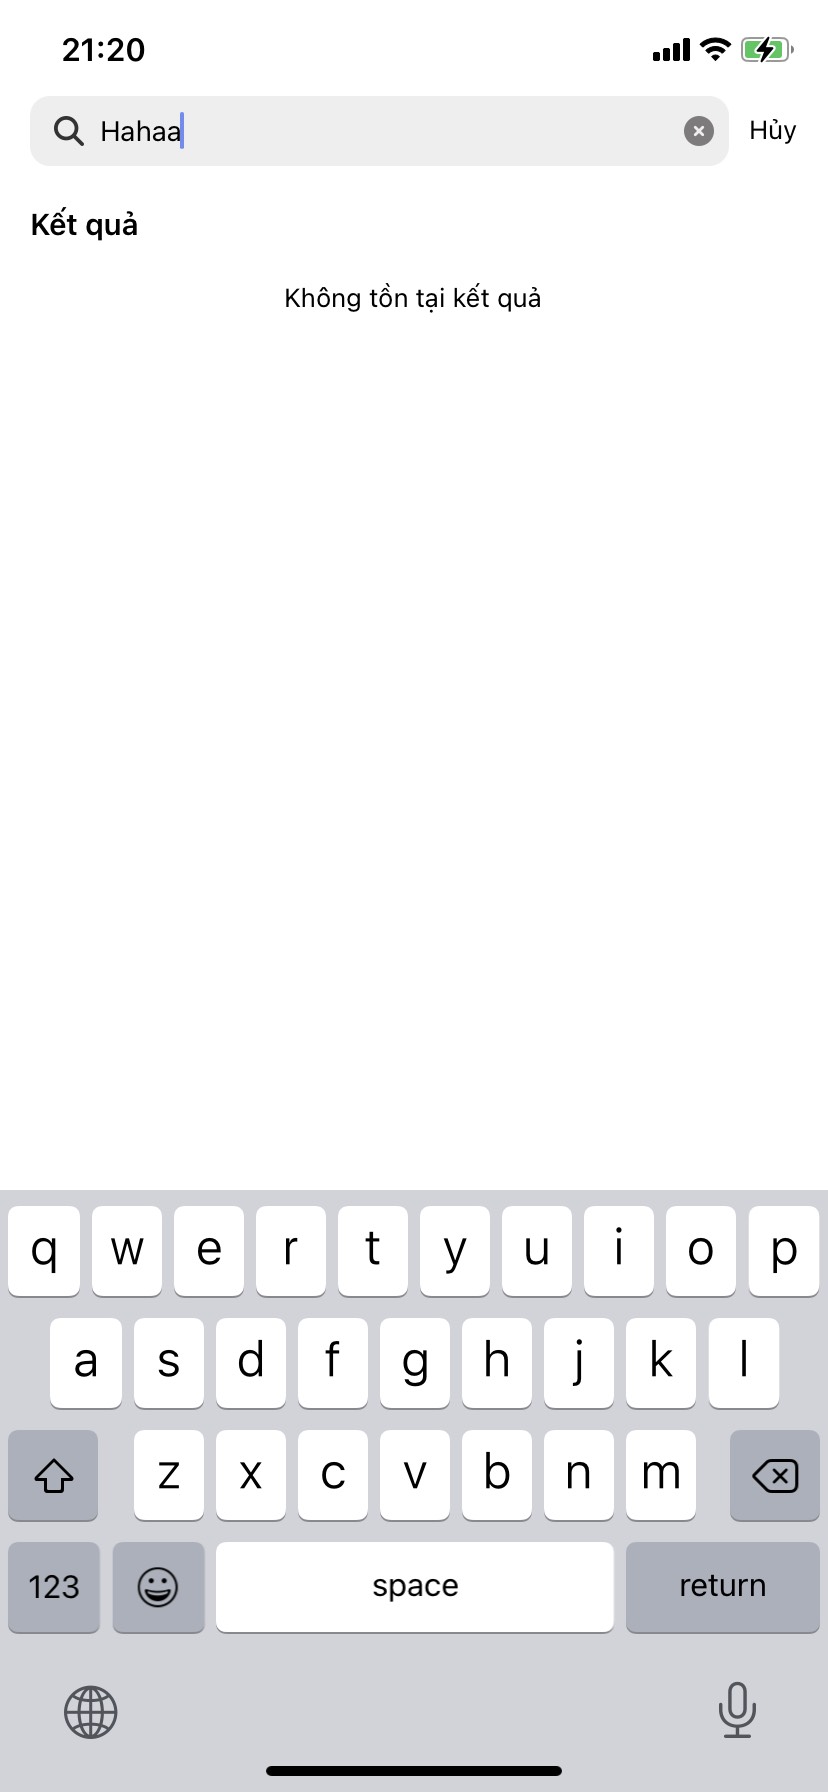 21:20
Hahaa
Hủy
Kết quả
Không tồn tại kết quả
q w e r t y u i o p
a s d f g h j k l
z x c v b n m
123 space return